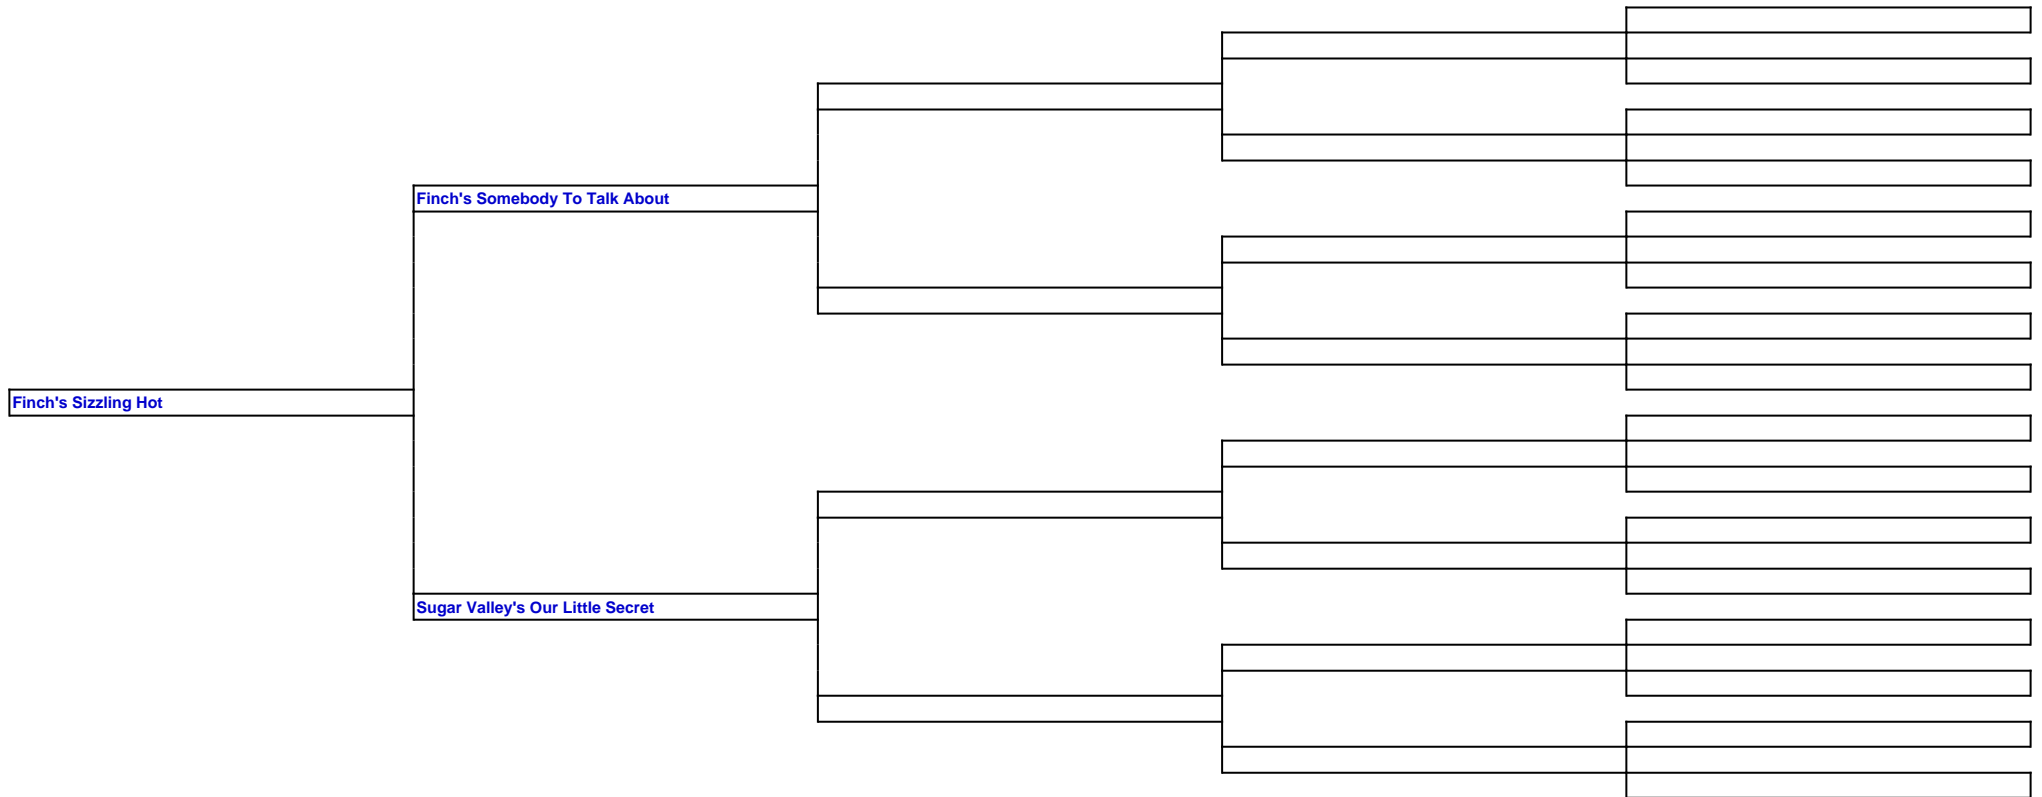 Finch's Somebody To Talk About
Finch's Sizzling Hot
Sugar Valley's Our Little Secret